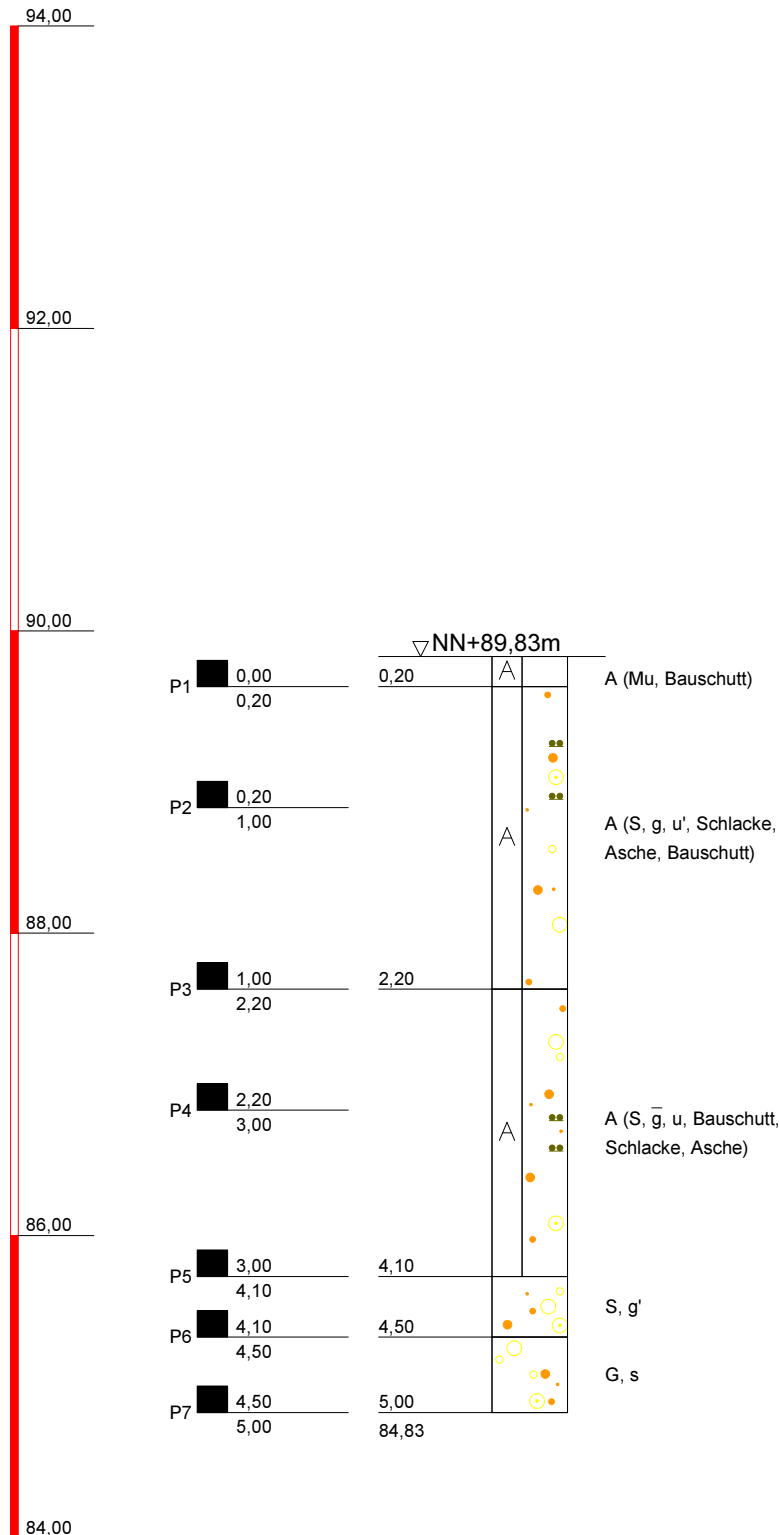 94,00
92,00
90,00
NN+89,83m
P1 0,00 0,20 A A (Mu, Bauschutt)
0,20
P2 0,20
1,00
A A (S, g, u', Schlacke,
Asche, Bauschutt)
88,00
P3 1,00 2,20
2,20
P4 2,20
3,00
A A (S, g̅, u, Bauschutt,
Schlacke, Asche)
86,00
P5 3,00 4,10
4,10
S, g'
P6 4,10 4,50
4,50
G, s
P7 4,50 5,00
5,00 84,83
84,00